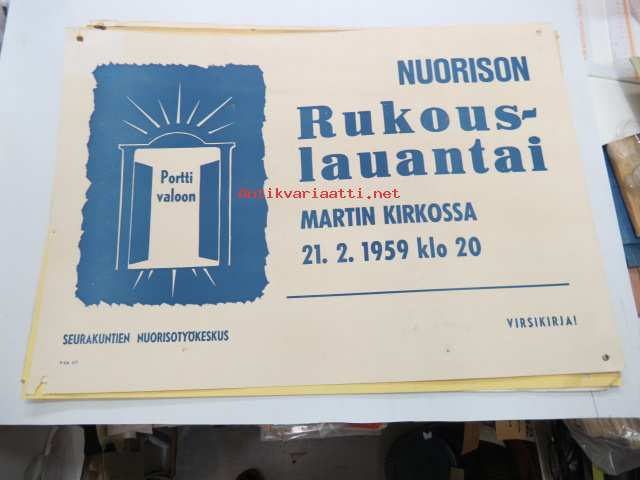 NUORISON
Rukous-
lauantai
MARTIN KIRKOSSA
21. 2. 1959 klo 20
Portti
valoon
SEURAKUNTIEN NUORISOTYÖKESKUS
VIRSIKIRJA!
Antikvariaatti.net